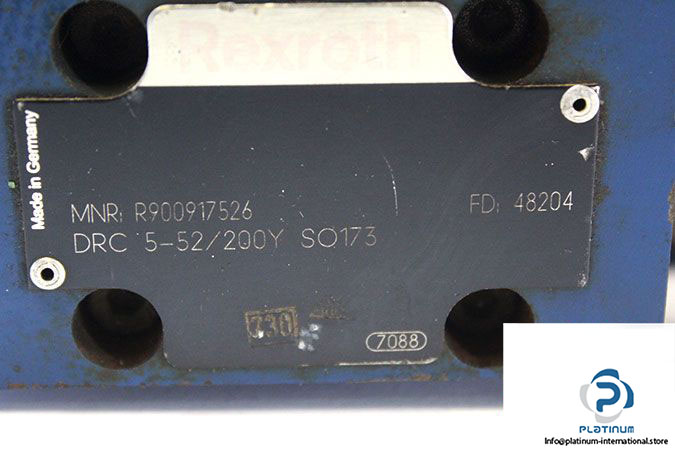 Rexroth
Made in Germany
MNR: R900917526
FD: 48204
DRC 5-52/200Y SO173
730
7088
PLATINUM
Info@platinum-international.store